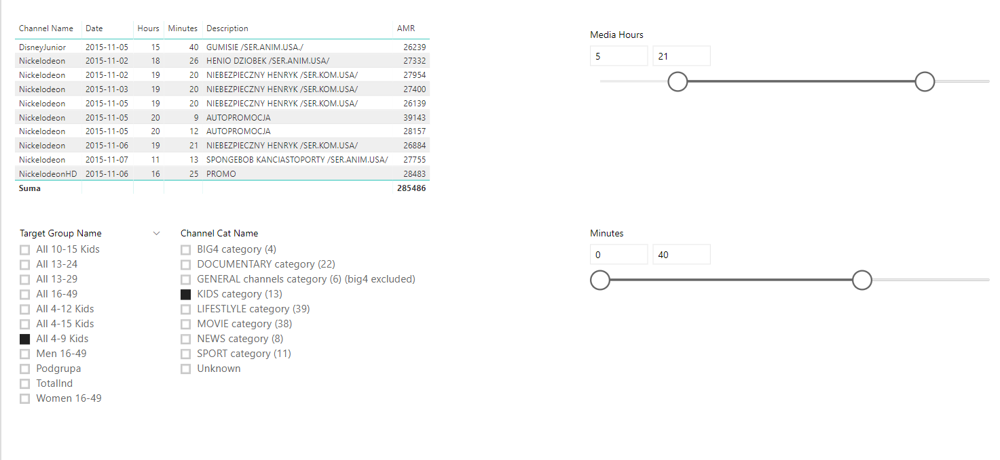 Channel Name Date Hours Minutes Description AMR
DisneyJunior 2015-11-05 15 40 GUMISIE /SER.ANIM.USA./ 26239
Nickelodeon 2015-11-02 18 26 HENIO DZIOBEK /SER.ANIM.USA/ 27332
Nickelodeon 2015-11-02 19 20 NIEBEZPIECZNY HENRYK /SER.KOM.USA/ 27954
Nickelodeon 2015-11-03 19 20 NIEBEZPIECZNY HENRYK /SER.KOM.USA/ 27400
Nickelodeon 2015-11-05 19 20 NIEBEZPIECZNY HENRYK /SER.KOM.USA/ 26139
Nickelodeon 2015-11-05 20 9 AUTOPROMOCJA 39143
Nickelodeon 2015-11-05 20 12 AUTOPROMOCJA 28157
Nickelodeon 2015-11-06 19 21 NIEBEZPIECZNY HENRYK /SER.KOM.USA/ 26884
Nickelodeon 2015-11-07 11 13 SPONGEBOB KANCIASTOPORTY /SER.ANIM.USA/ 27755
NickelodeonHD 2015-11-06 16 25 PROMO 28483
Suma 285486
Media Hours
5 21
Target Group Name
All 10-15 Kids
All 13-24
All 13-29
All 16-49
All 4-12 Kids
All 4-15 Kids
All 4-9 Kids
Men 16-49
Podgrupa
TotalInd
Women 16-49
Channel Cat Name
BIG4 category (4)
DOCUMENTARY category (22)
GENERAL channels category (6) (big4 excluded)
KIDS category (13)
LIFESTLYLE category (39)
MOVIE category (38)
NEWS category (8)
SPORT category (11)
Unknown
Minutes
0 40